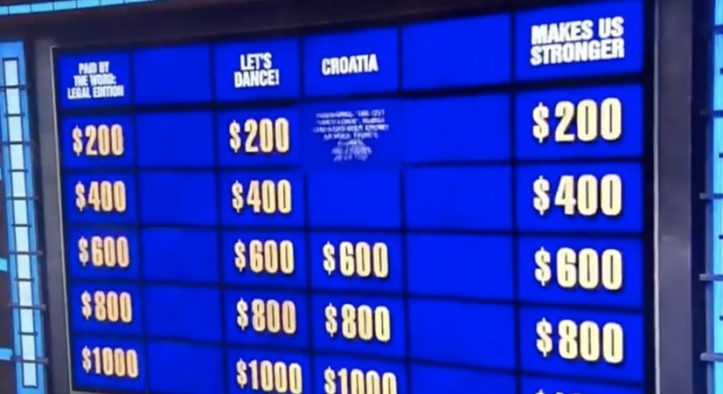 PAID BY
THE WORD:
LEGAL EDITION
LET'S
DANCE!
CROATIA
MAKES US
STRONGER
$200 $200 $200
$400 $400 $400
$600 $600 $600 $600
$800 $800 $800 $800
$1000 $1000 $1000